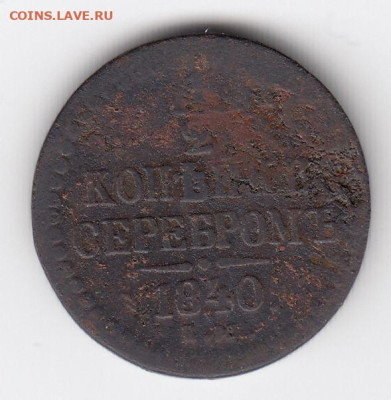 COINS.LAVE.RU
1
2
КОПѢЙКИ
СЕРЕБРОМЪ
1840